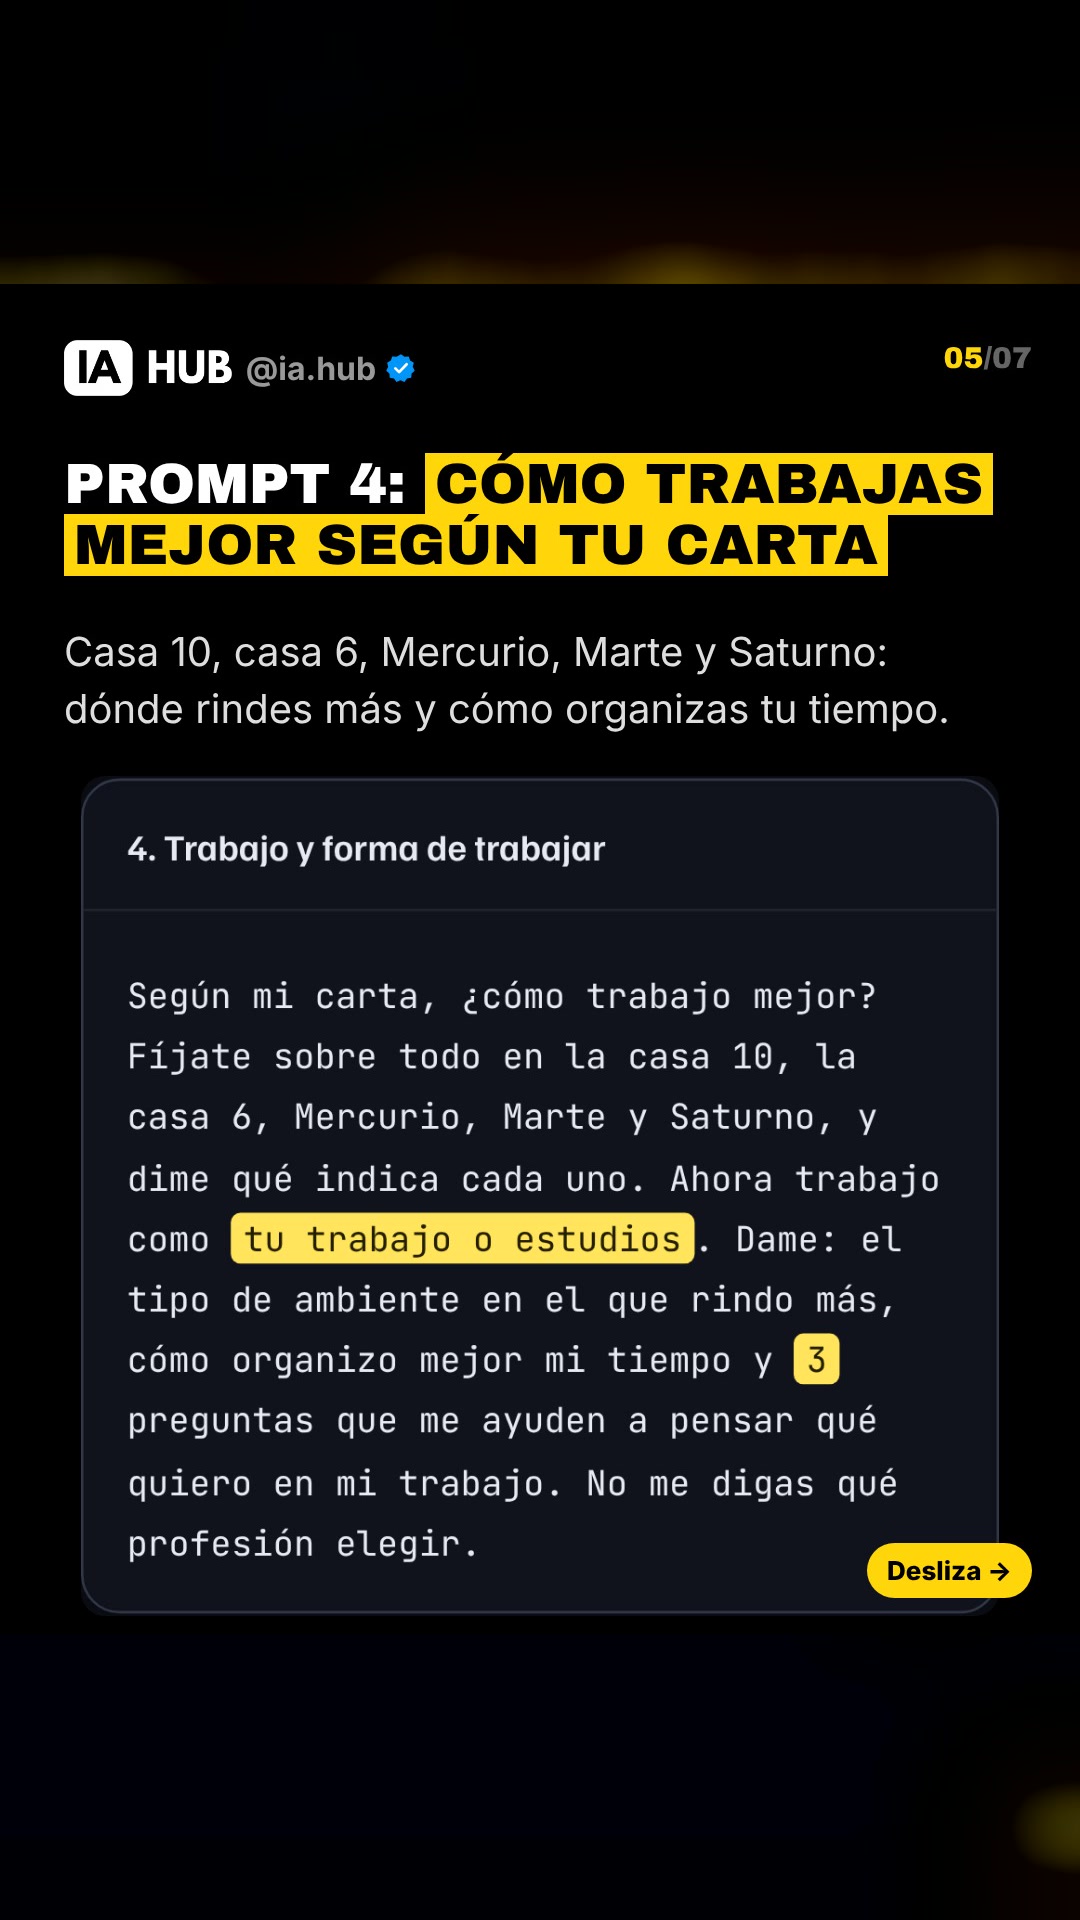 IA HUB @ia.hub
05/07
PROMPT 4: CÓMO TRABAJAS
MEJOR SEGÚN TU CARTA
Casa 10, casa 6, Mercurio, Marte y Saturno:
dónde rindes más y cómo organizas tu tiempo.
4. Trabajo y forma de trabajar
Según mi carta, ¿cómo trabajo mejor?
Fíjate sobre todo en la casa 10, la
casa 6, Mercurio, Marte y Saturno, y
dime qué indica cada uno. Ahora trabajo
como tu trabajo o estudios. Dame: el
tipo de ambiente en el que rindo más,
cómo organizo mejor mi tiempo y 3
preguntas que me ayuden a pensar qué
quiero en mi trabajo. No me digas qué
profesión elegir.
Desliza →